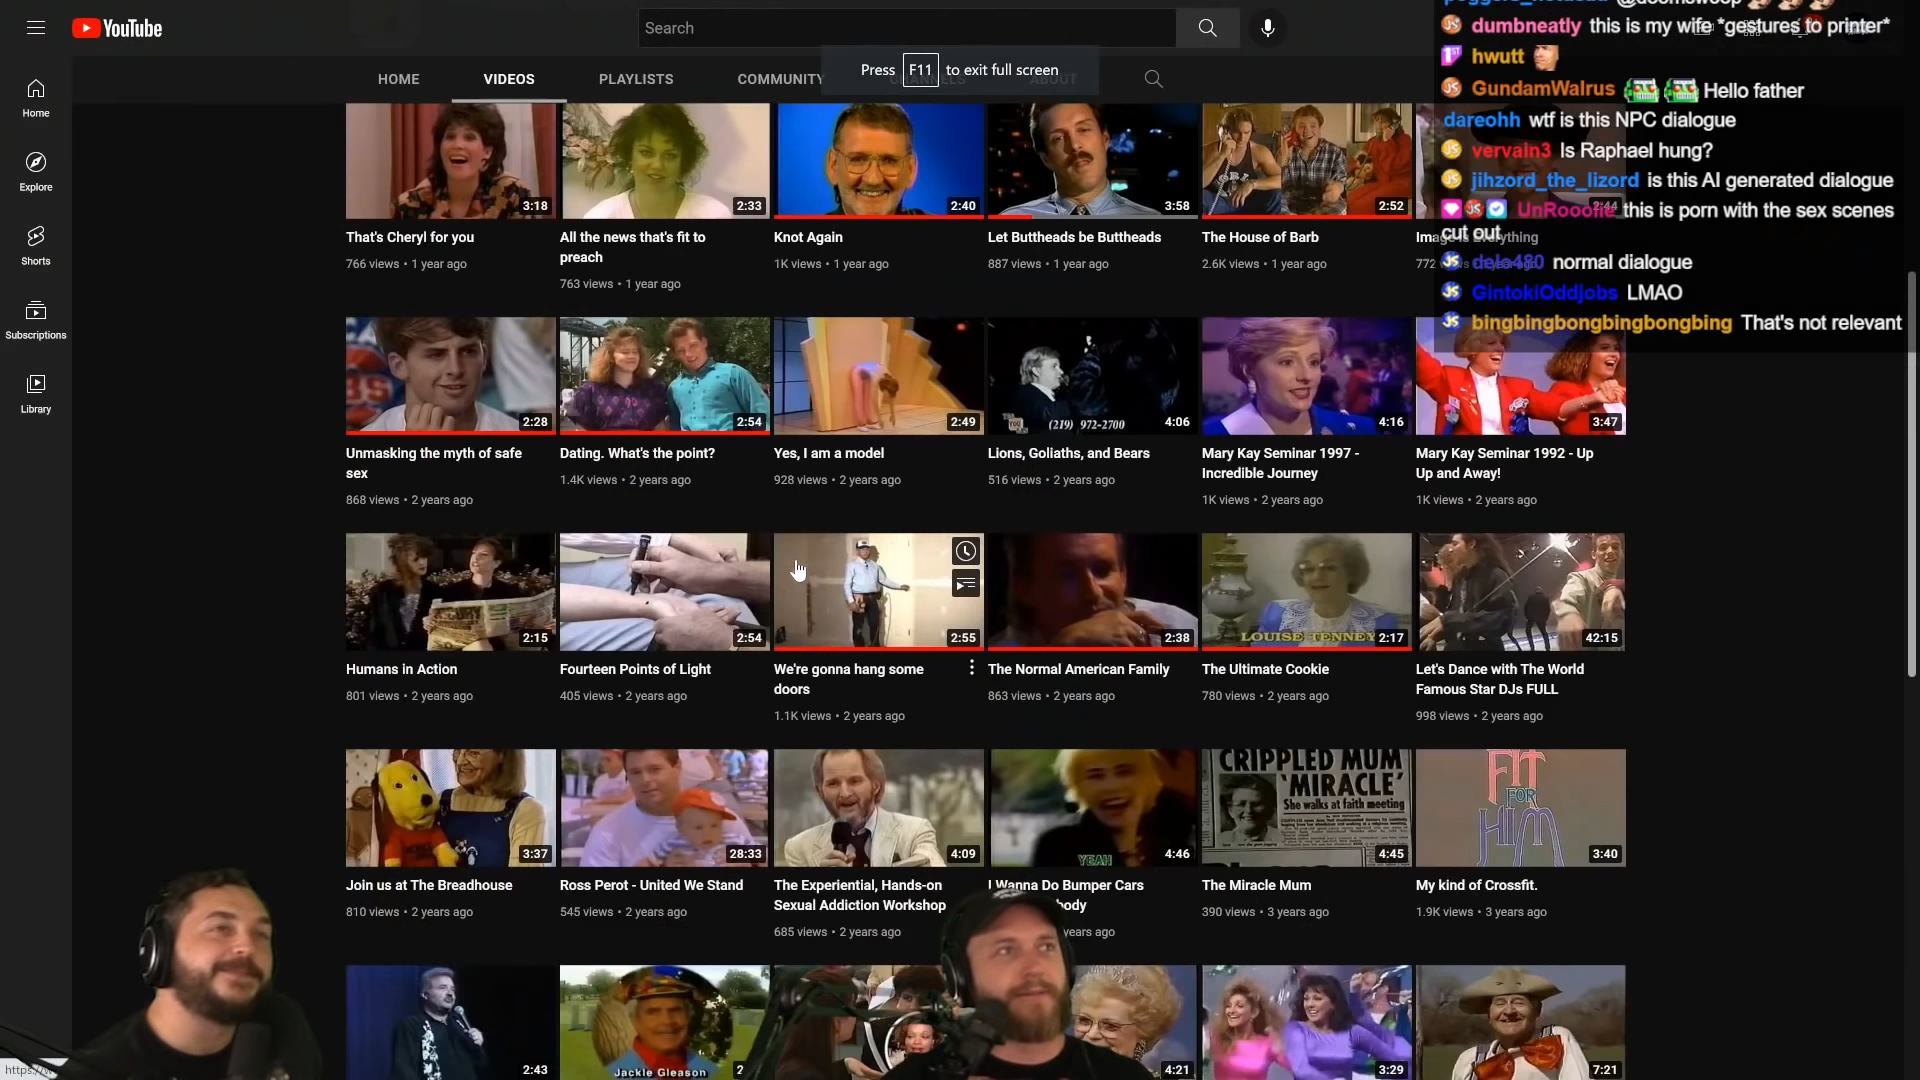 YouTube
Search
Press F11 to exit full screen
HOME
VIDEOS
PLAYLISTS
COMMUNITY
CHANNELS
ABOUT
Home
Explore
Shorts
Subscriptions
Library
dumbneatly this is my wife *gestures to printer*
hwutt
GundamWalrus Hello father
dareohh wtf is this NPC dialogue
vervain3 Is Raphael hung?
jihzord_the_lizord is this AI generated dialogue
UnRooofie this is porn with the sex scenes
cut out
delo480 normal dialogue
GintokiOddjobs LMAO
bingbingbongbingbongbing That's not relevant
3:18
2:33
2:40
3:58
2:52
2:44
That's Cheryl for you
766 views • 1 year ago
All the news that's fit to
preach
763 views • 1 year ago
Knot Again
1K views • 1 year ago
Let Buttheads be Buttheads
887 views • 1 year ago
The House of Barb
2.6K views • 1 year ago
Image is Everything
772 views • 1 year ago
2:28
2:54
2:49
(219) 972-2700
4:06
4:16
3:47
Unmasking the myth of safe
sex
868 views • 2 years ago
Dating. What's the point?
1.4K views • 2 years ago
Yes, I am a model
928 views • 2 years ago
Lions, Goliaths, and Bears
516 views • 2 years ago
Mary Kay Seminar 1997 -
Incredible Journey
1K views • 2 years ago
Mary Kay Seminar 1992 - Up
Up and Away!
1K views • 2 years ago
2:15
2:54
2:55
2:38
LOUISE TENNEY
2:17
42:15
Humans in Action
801 views • 2 years ago
Fourteen Points of Light
405 views • 2 years ago
We're gonna hang some
doors
1.1K views • 2 years ago
The Normal American Family
863 views • 2 years ago
The Ultimate Cookie
780 views • 2 years ago
Let's Dance with The World
Famous Star DJs FULL
998 views • 2 years ago
3:37
28:33
4:09
YEAH
4:46
CRIPPLED MUM
'MIRACLE'
She walks at faith meeting
4:45
FIT
FOR
HIM
3:40
Join us at The Breadhouse
810 views • 2 years ago
Ross Perot - United We Stand
545 views • 2 years ago
The Experiential, Hands-on
Sexual Addiction Workshop
685 views • 2 years ago
I Wanna Do Bumper Cars
body
years ago
The Miracle Mum
390 views • 3 years ago
My kind of Crossfit.
1.9K views • 3 years ago
2:43
Jackie Gleason
2
4:21
3:29
7:21